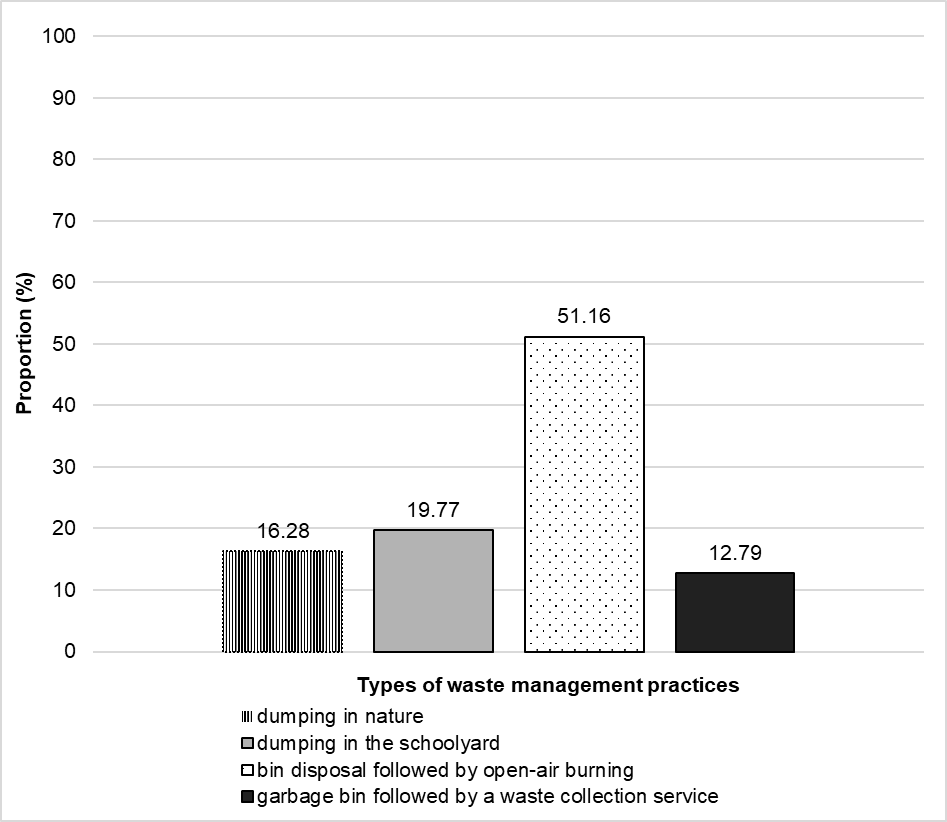 100
90
80
70
60
50
40
30
20
10
0
Proportion (%)
16.28
19.77
51.16
12.79
Types of waste management practices
dumping in nature
dumping in the schoolyard
bin disposal followed by open-air burning
garbage bin followed by a waste collection service